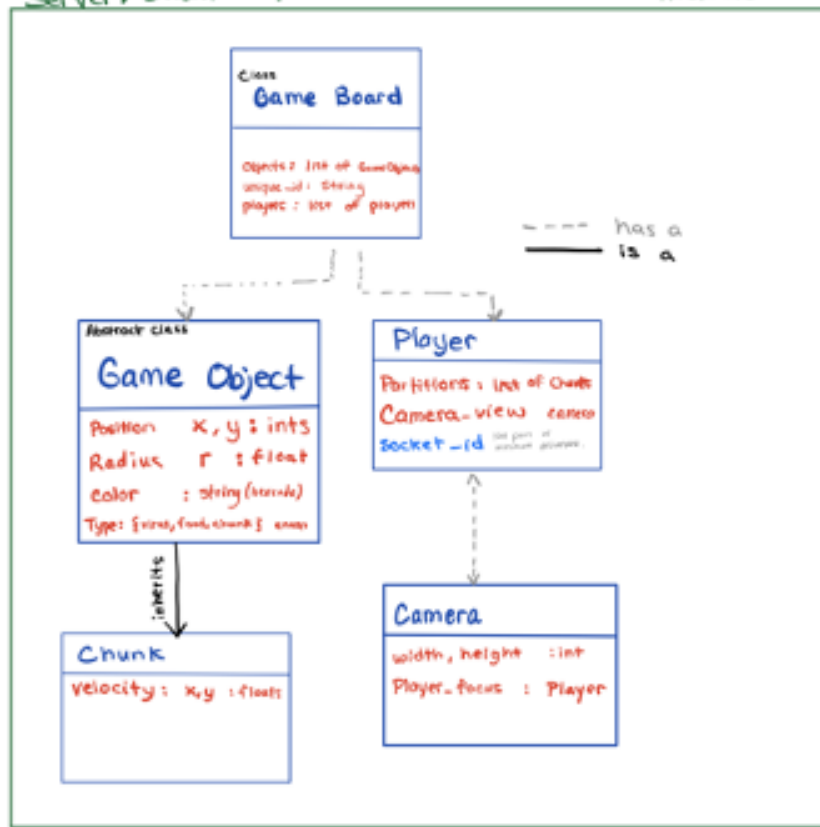 Server
Class
Game Board
Objects: list of GameObjects
unique_id: String
players: list of players
has a
is a
Abstract class
Game Object
Position x, y: ints
Radius r : float
Color : string (hexcode)
Type: {virus, food, chunk} enum
Player
Partitions: list of Chunks
Camera_view camera
socket_id
inherits
Chunk
Velocity: x, y : floats
Camera
width, height : int
Player_focus : Player